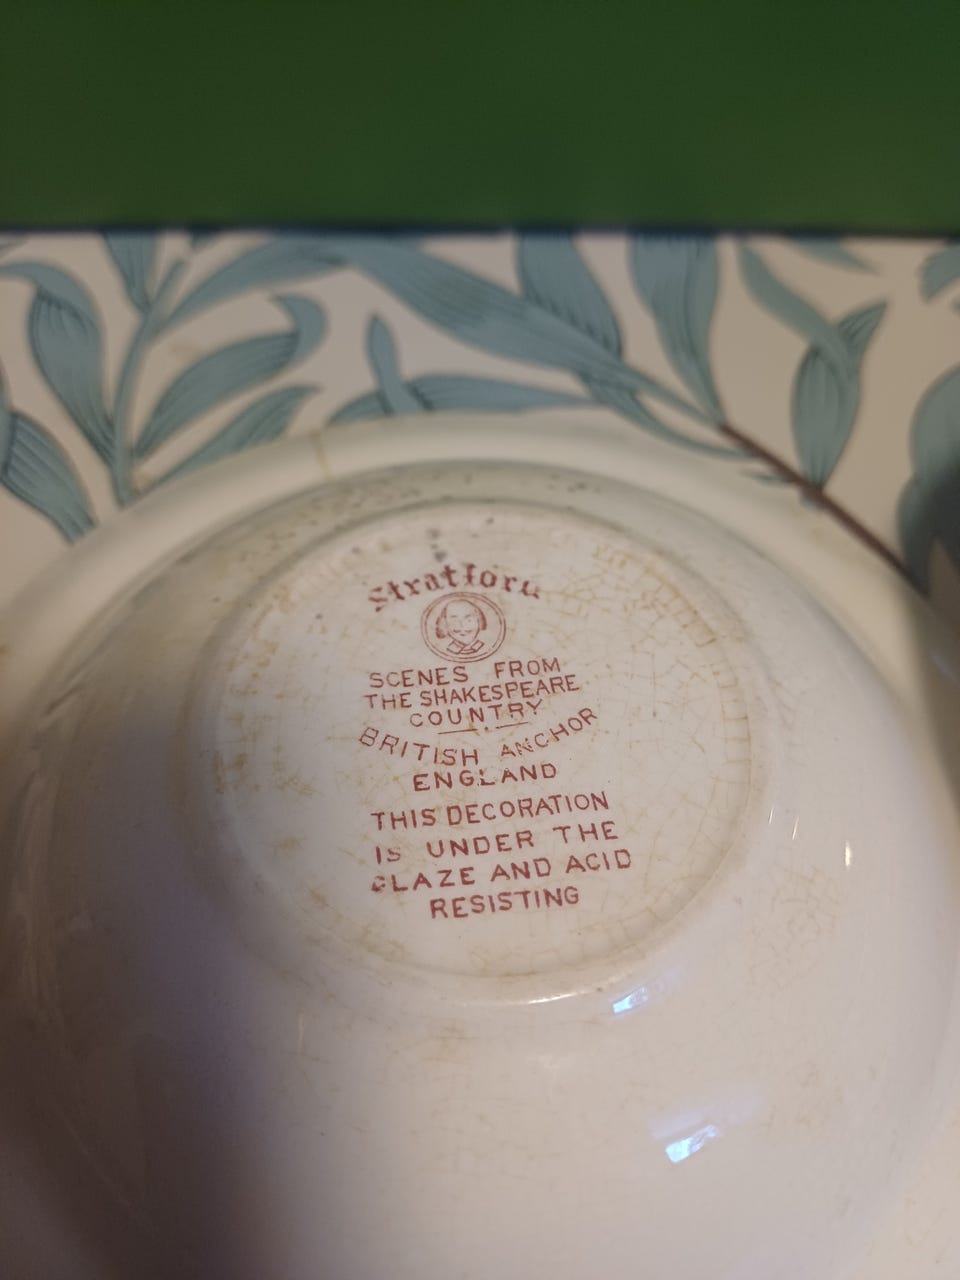 Stratford
SCENES FROM
THE SHAKESPEARE
COUNTRY
BRITISH ANCHOR
ENGLAND
THIS DECORATION
IS UNDER THE
GLAZE AND ACID
RESISTING